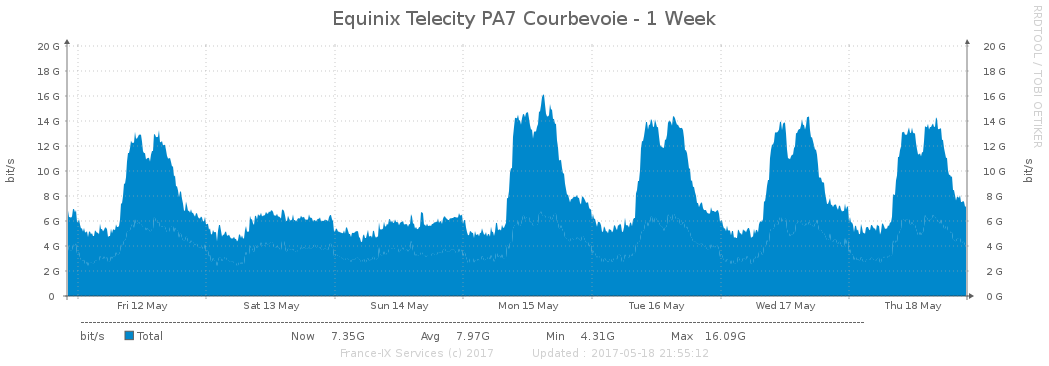 Equinix Telecity PA7 Courbevoie - 1 Week
RRDTOOL / TOBI OETIKER
bit/s
20 G 20 G
18 G 18 G
16 G 16 G
14 G 14 G
12 G 12 G
10 G 10 G
8 G 8 G
6 G 6 G
4 G 4 G
2 G 2 G
0 0 G
bit/s
Fri 12 May Sat 13 May Sun 14 May Mon 15 May Tue 16 May Wed 17 May Thu 18 May
bit/s Total Now 7.35G Avg 7.97G Min 4.31G Max 16.09G
France-IX Services (c) 2017 Updated : 2017-05-18 21:55:12